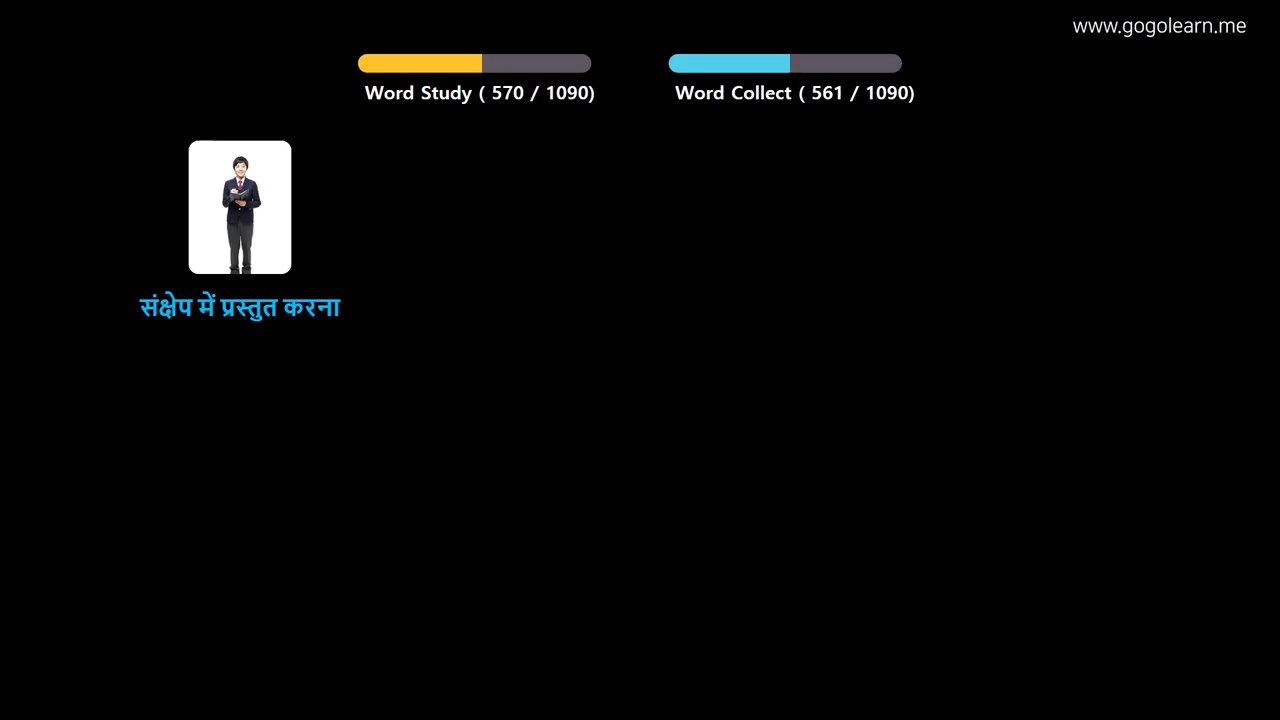 www.gogolearn.me
Word Study ( 570 / 1090)
Word Collect ( 561 / 1090)
संक्षेप में प्रस्तुत करना